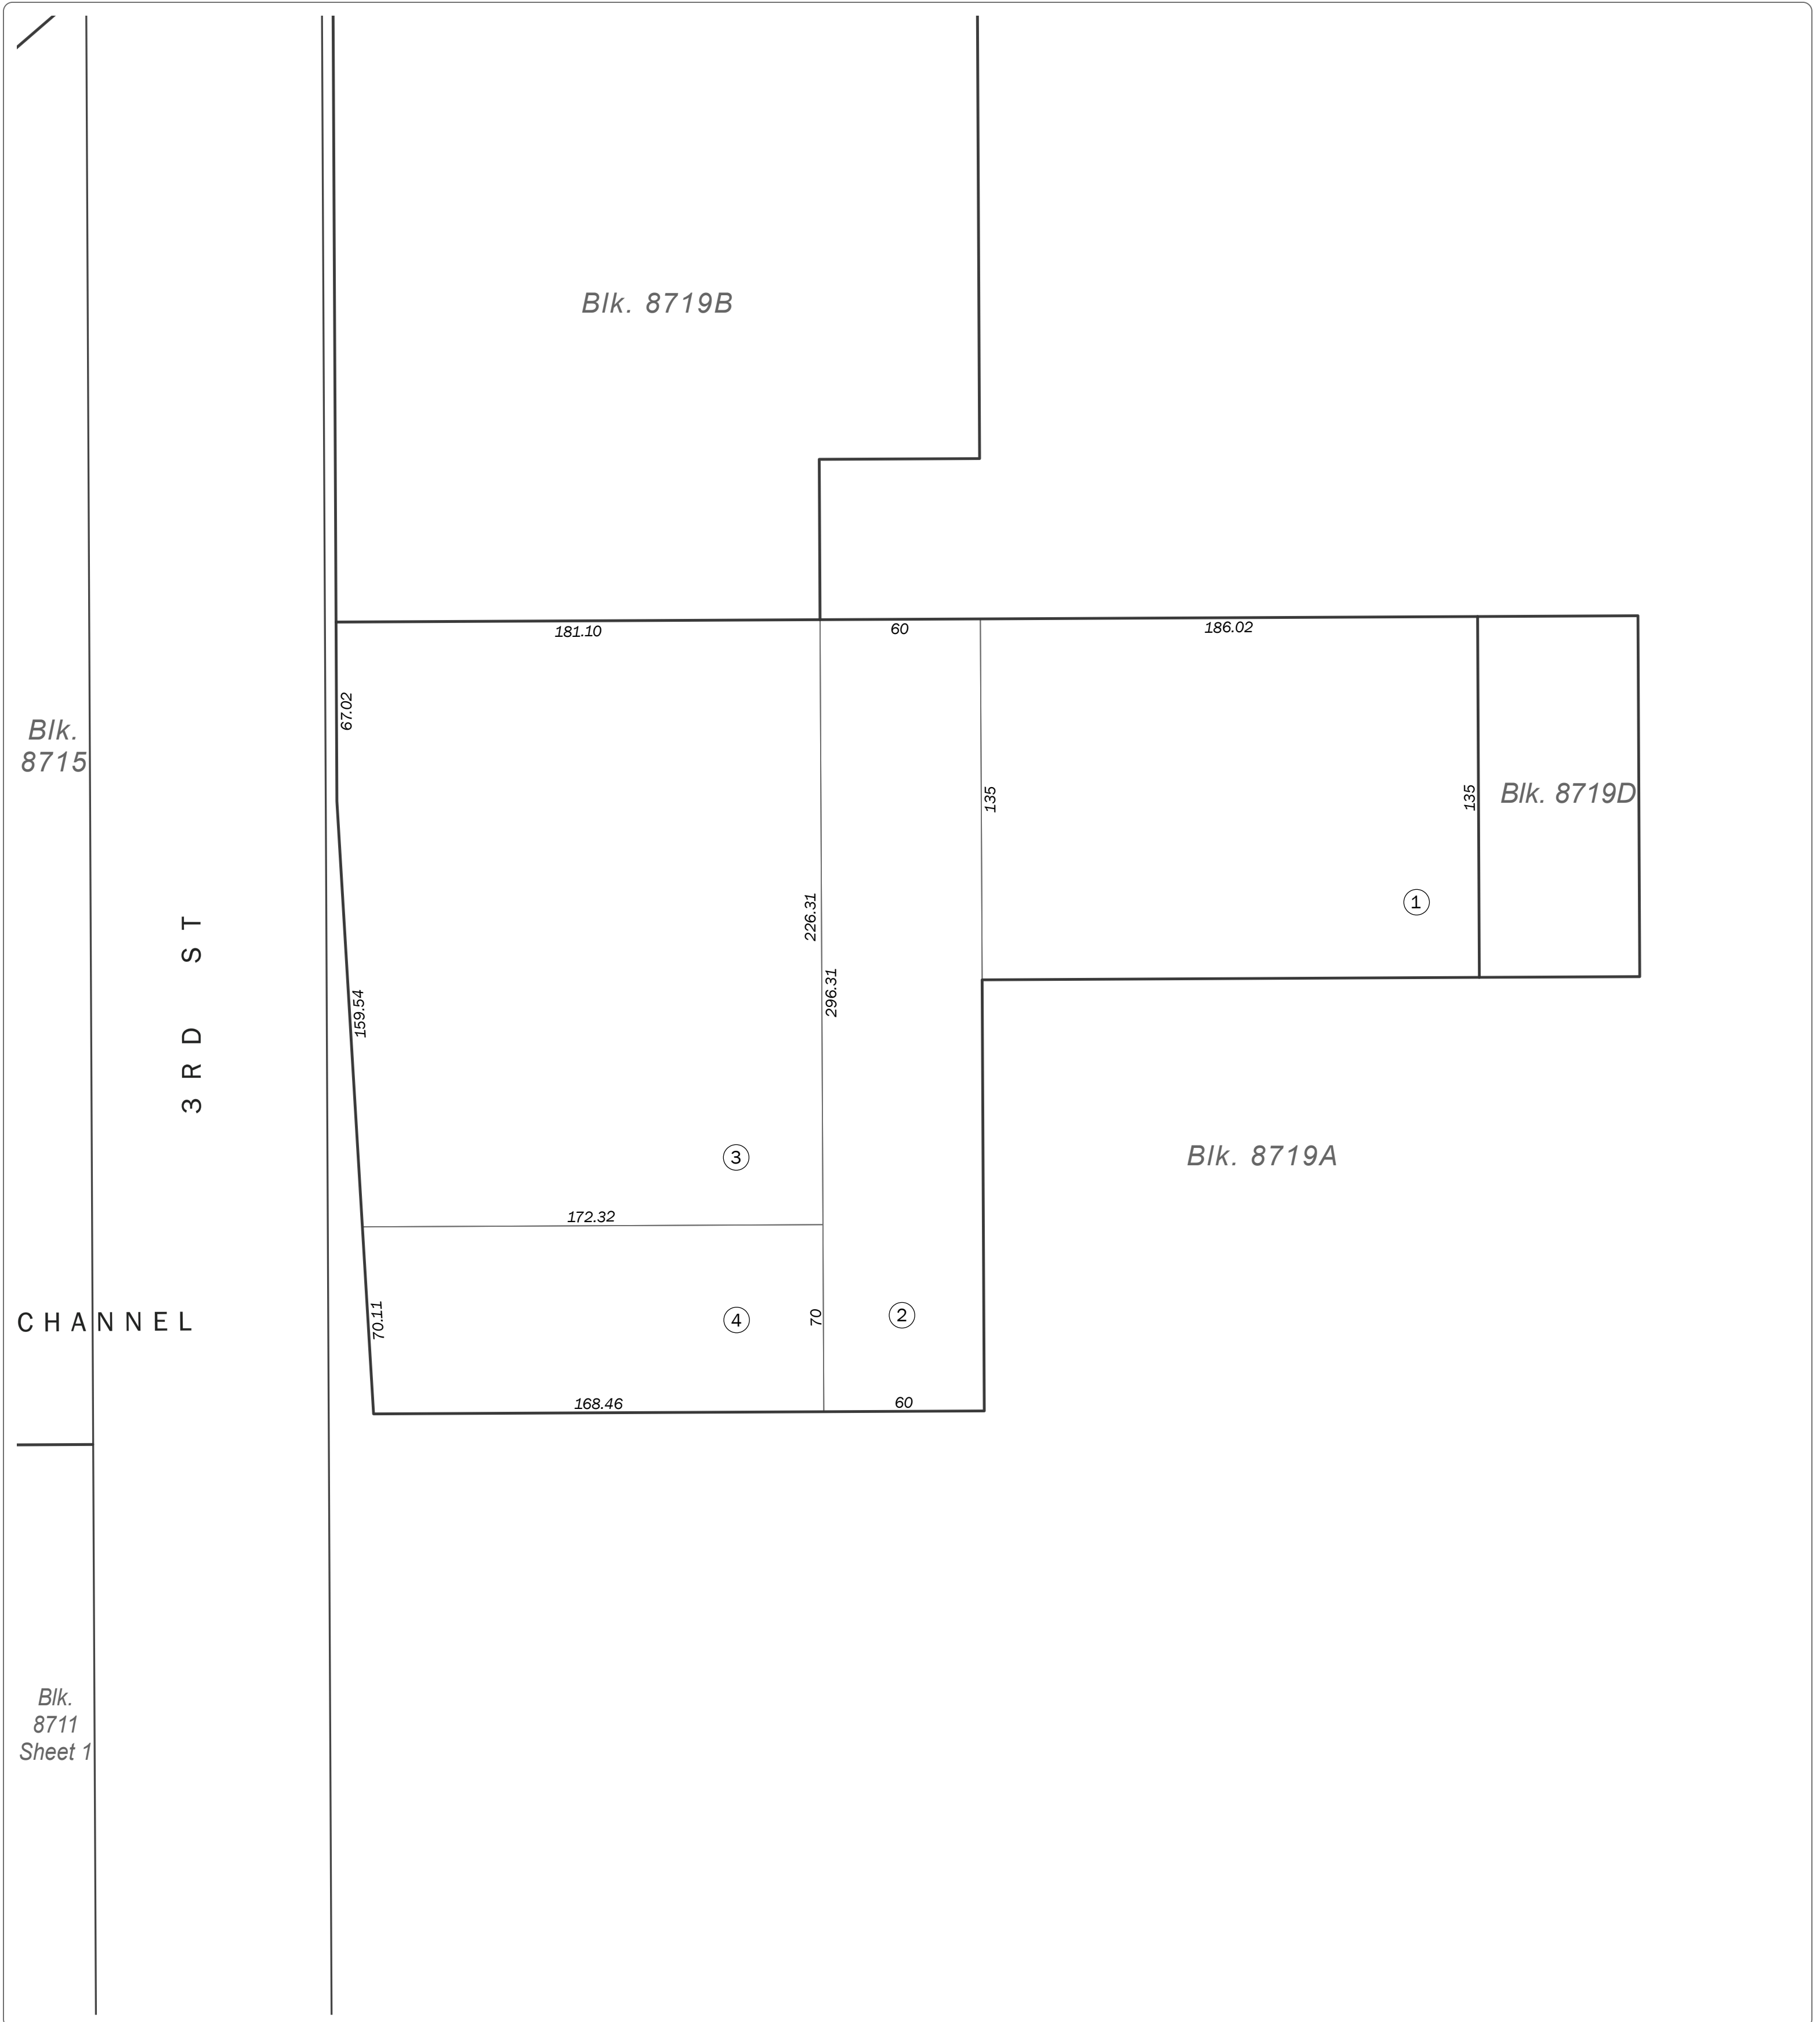 Blk. 8719B
181.10
60
186.02
67.02
Blk.
8715
135
135
Blk. 8719D
1
226.31
296.31
159.54
3RD ST
3
Blk. 8719A
172.32
CHANNEL
70.11
4
70
2
168.46
60
Blk.
8711
Sheet 1